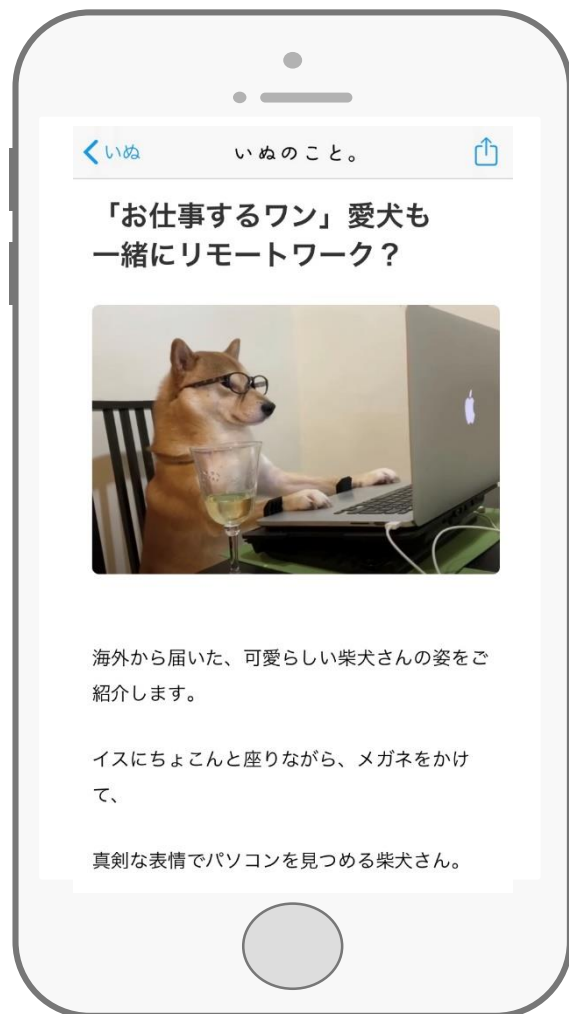 いぬ
いぬのこと。
「お仕事するワン」愛犬も
一緒にリモートワーク？
海外から届いた、可愛らしい柴犬さんの姿をご
紹介します。
イスにちょこんと座りながら、メガネをかけ
て、
真剣な表情でパソコンを見つめる柴犬さん。